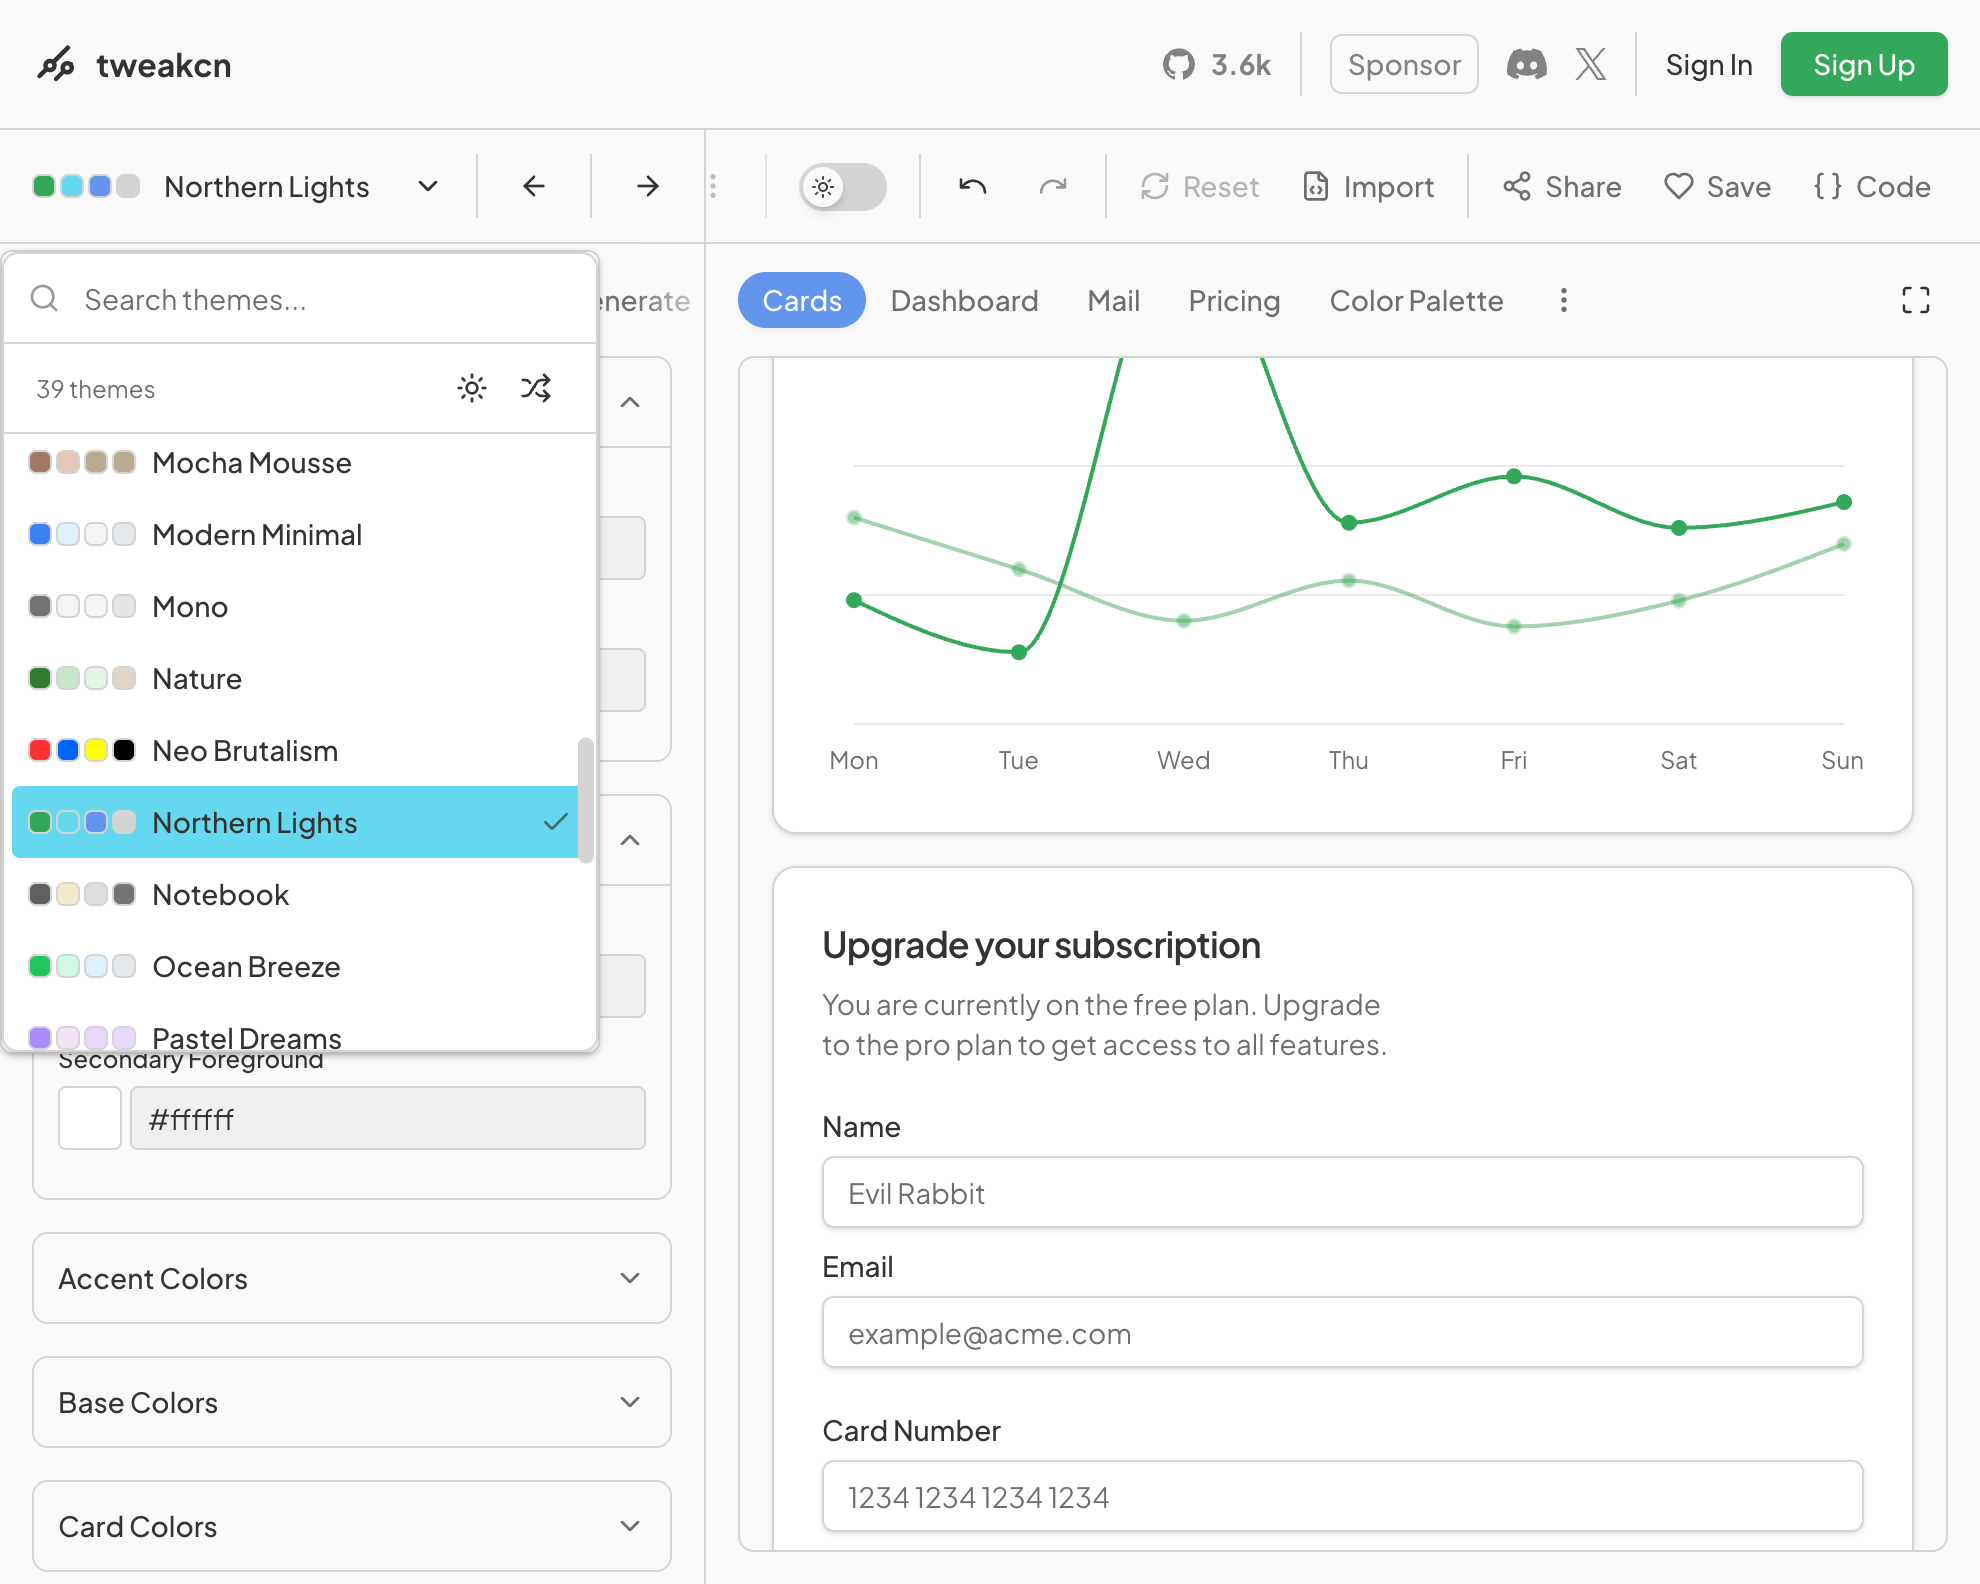 tweakcn
3.6k
Sponsor
Sign In
Sign Up
Northern Lights
Reset
Import
Share
Save
Code
Search themes...
enerate
Cards
Dashboard
Mail
Pricing
Color Palette
39 themes
Mocha Mousse
Modern Minimal
Mono
Nature
Neo Brutalism
Northern Lights
Notebook
Ocean Breeze
Pastel Dreams
Secondary Foreground
#ffffff
Accent Colors
Base Colors
Card Colors
Mon
Tue
Wed
Thu
Fri
Sat
Sun
Upgrade your subscription
You are currently on the free plan. Upgrade
to the pro plan to get access to all features.
Name
Evil Rabbit
Email
example@acme.com
Card Number
1234 1234 1234 1234